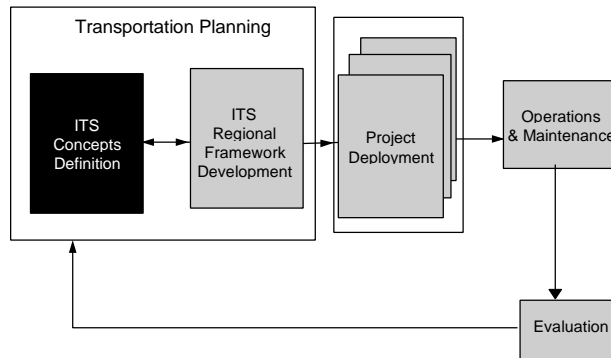 Transportation Planning
ITS
Concepts
Definition
ITS
Regional
Framework
Development
Project
Deployment
Operations
& Maintenance
Evaluation